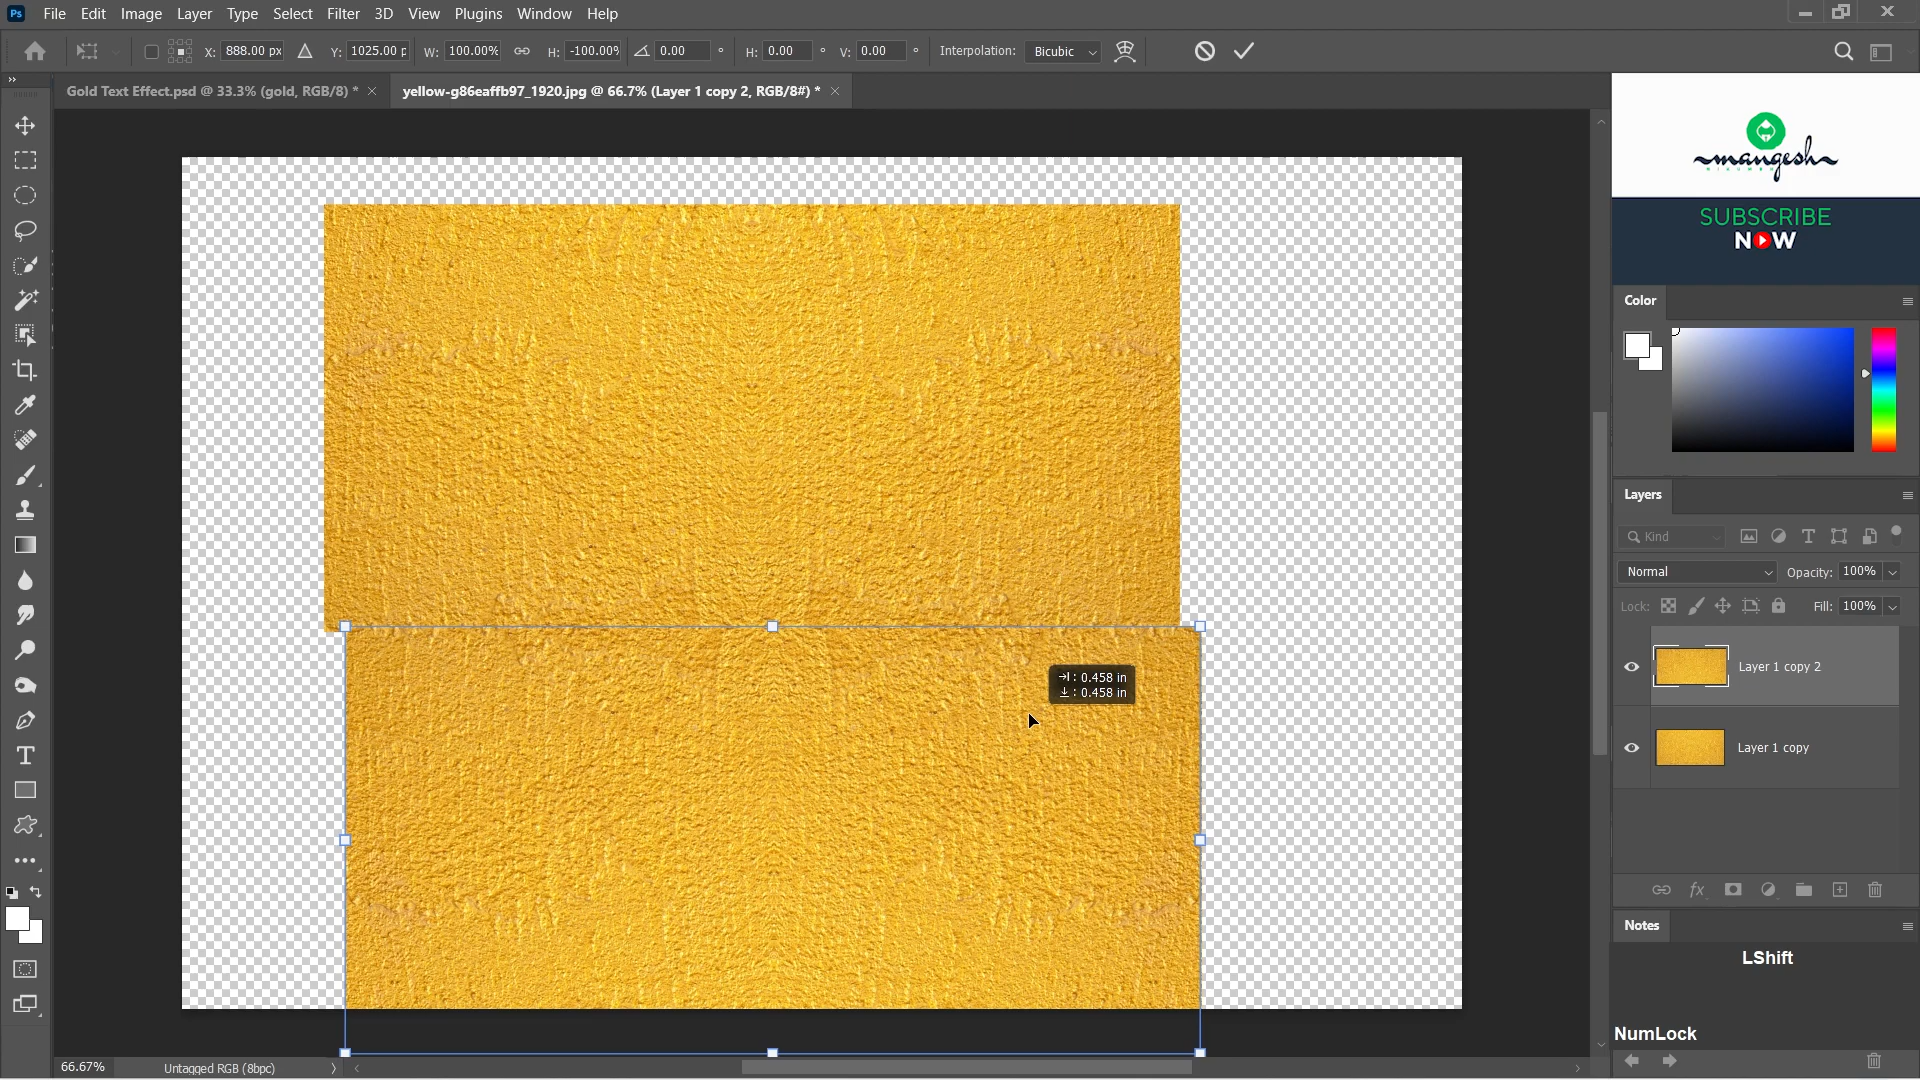 Ps File Edit Image Layer Type Select Filter 3D View Plugins Window Help
X: 888.00 px Y: 1025.00 p W: 100.00% H: -100.00% 0.00 ° H: 0.00 ° V: 0.00 ° Interpolation: Bicubic
Gold Text Effect.psd @ 33.3% (gold, RGB/8) * yellow-g86eaffb97_1920.jpg @ 66.7% (Layer 1 copy 2, RGB/8#) *
mangesh
SUBSCRIBE
NOW
Color
Layers
Kind
Normal Opacity: 100%
Lock: Fill: 100%
Layer 1 copy 2
: 0.458 in
: 0.458 in
Layer 1 copy
fx
Notes
LShift
NumLock
66.67% Untagged RGB (8bpc)